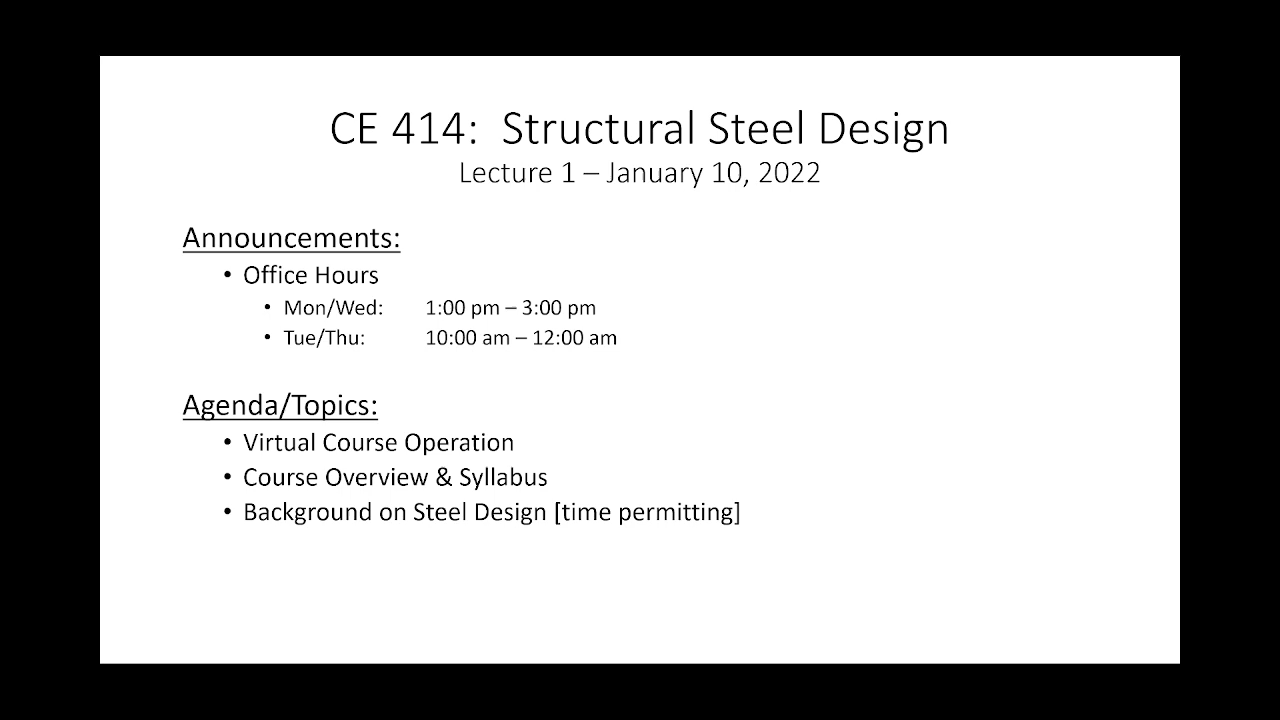 CE 414:  Structural Steel Design
Lecture 1 – January 10, 2022
Announcements:
• Office Hours
• Mon/Wed: 1:00 pm – 3:00 pm
• Tue/Thu: 10:00 am – 12:00 am
Agenda/Topics:
• Virtual Course Operation
• Course Overview & Syllabus
• Background on Steel Design [time permitting]